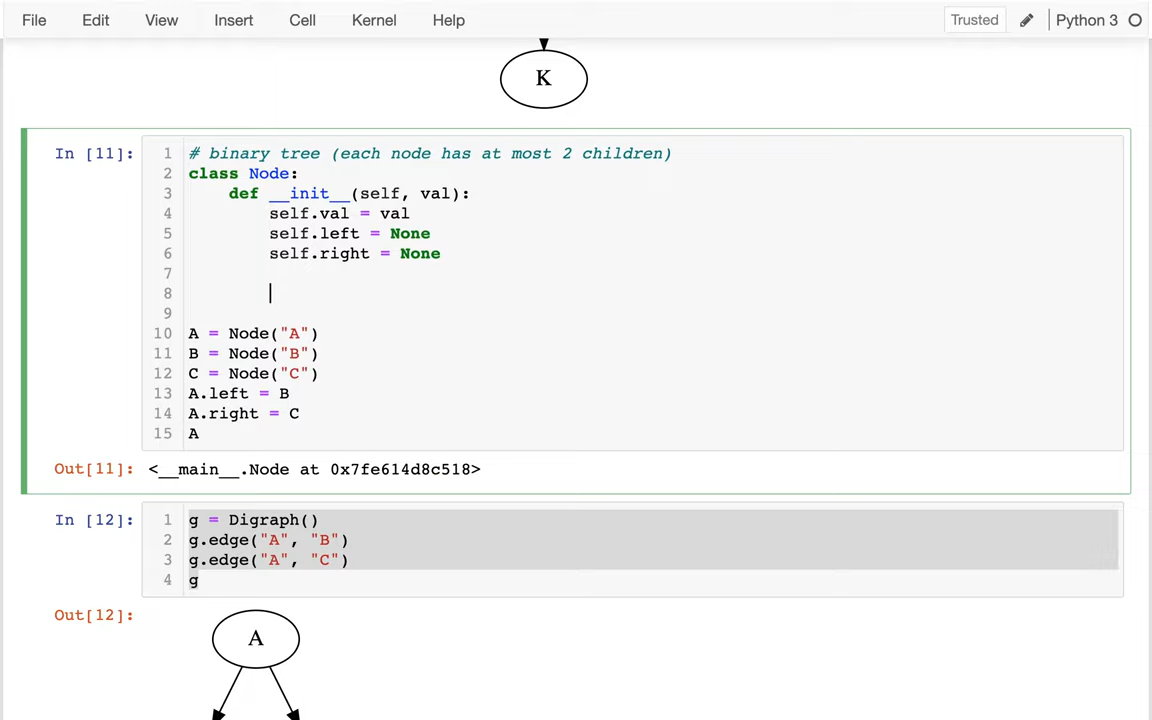 File Edit View Insert Cell Kernel Help Trusted Python 3
K
In [11]:
1 # binary tree (each node has at most 2 children)
2 class Node:
3     def __init__(self, val):
4         self.val = val
5         self.left = None
6         self.right = None
7
8
9
10 A = Node("A")
11 B = Node("B")
12 C = Node("C")
13 A.left = B
14 A.right = C
15 A
Out[11]: <__main__.Node at 0x7fe614d8c518>
In [12]:
1 g = Digraph()
2 g.edge("A", "B")
3 g.edge("A", "C")
4 g
Out[12]:
A